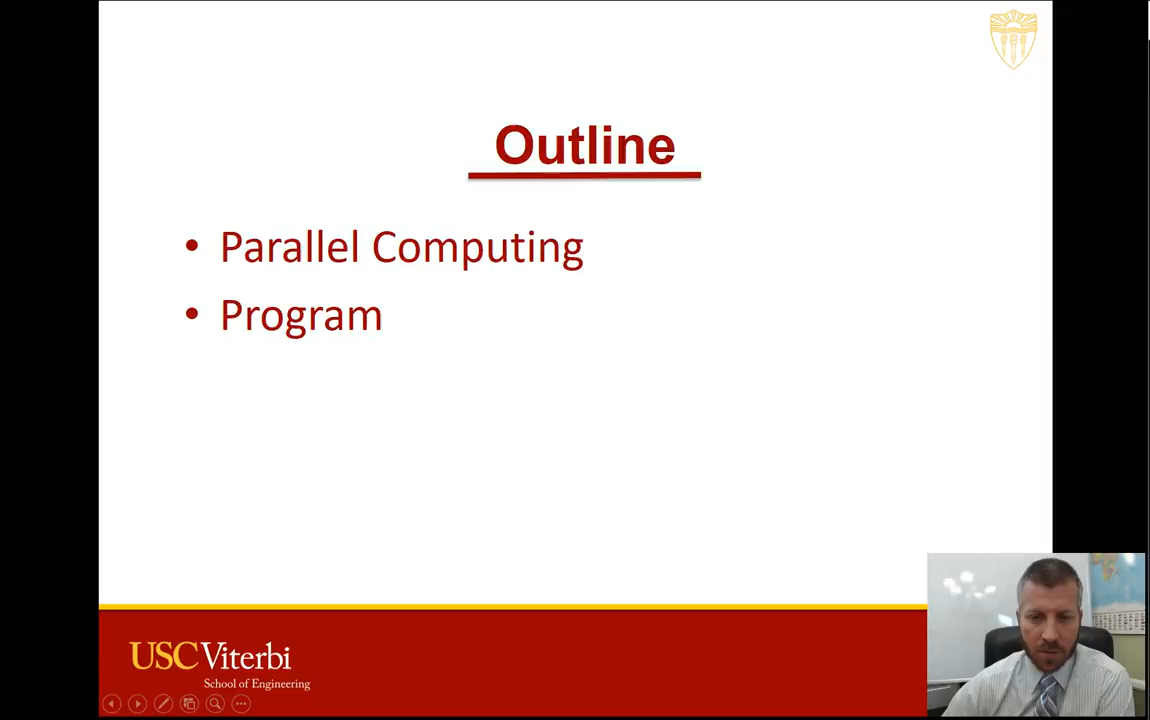 Outline
• Parallel Computing
• Program
USC Viterbi
School of Engineering